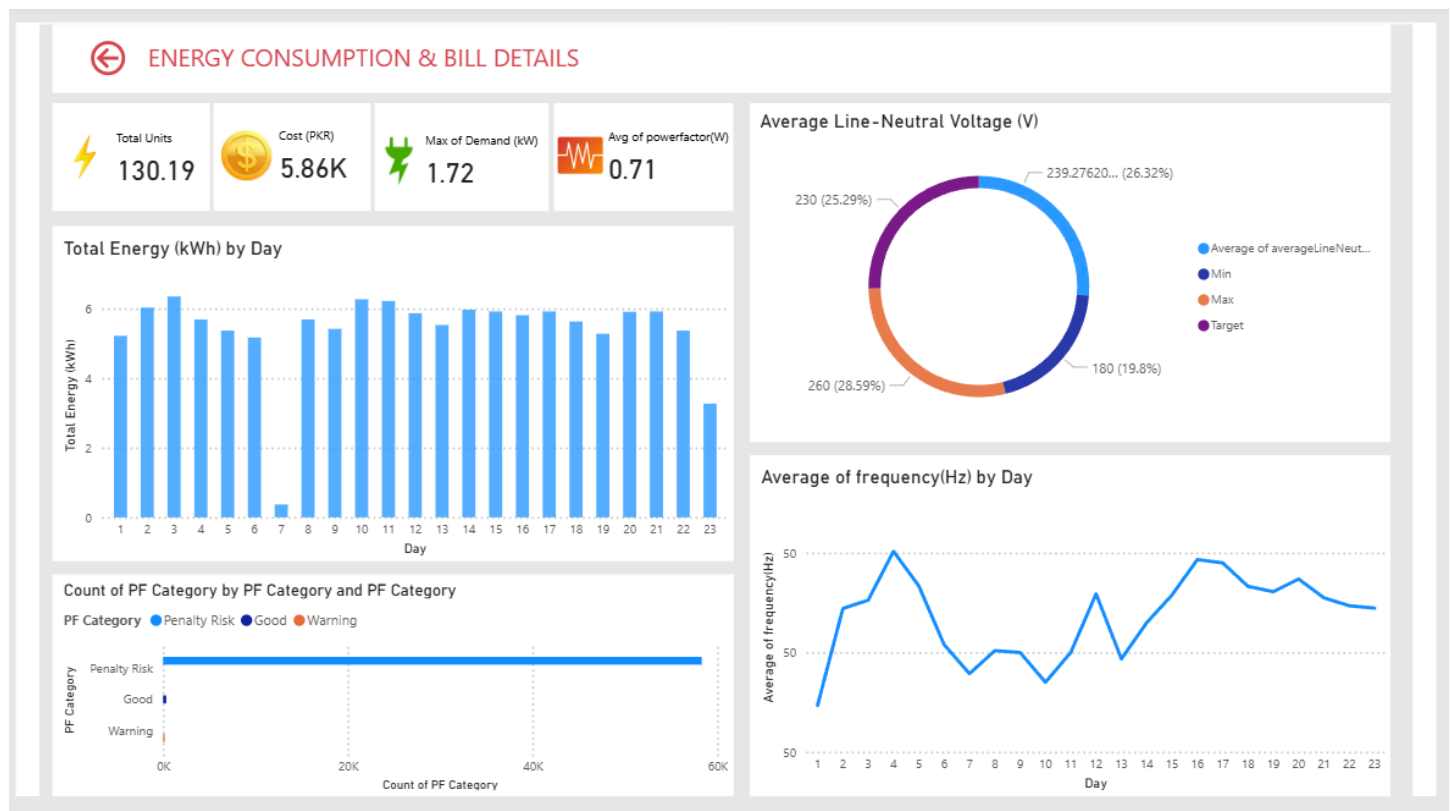 ENERGY CONSUMPTION & BILL DETAILS
Total Units
130.19
Cost (PKR)
5.86K
Max of Demand (kW)
1.72
Avg of powerfactor(W)
0.71
Total Energy (kWh) by Day
Total Energy (kWh)
6
4
2
0
1 2 3 4 5 6 7 8 9 10 11 12 13 14 15 16 17 18 19 20 21 22 23
Day
Count of PF Category by PF Category and PF Category
PF Category Penalty Risk Good Warning
PF Category
Penalty Risk
Good
Warning
0K 20K 40K 60K
Count of PF Category
Average Line-Neutral Voltage (V)
239.27620... (26.32%)
230 (25.29%)
260 (28.59%)
180 (19.8%)
Average of averageLineNeut...
Min
Max
Target
Average of frequency(Hz) by Day
Average of frequency(Hz)
50
50
50
1 2 3 4 5 6 7 8 9 10 11 12 13 14 15 16 17 18 19 20 21 22 23
Day